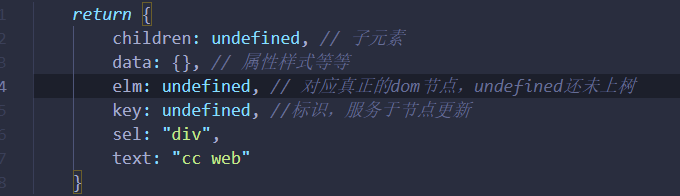 return {
children: undefined, // 子元素
data: {}, // 属性样式等等
4 elm: undefined, // 对应真正的dom节点，undefined还未上树
key: undefined, //标识，服务于节点更新
sel: "div",
text: "cc web"
}